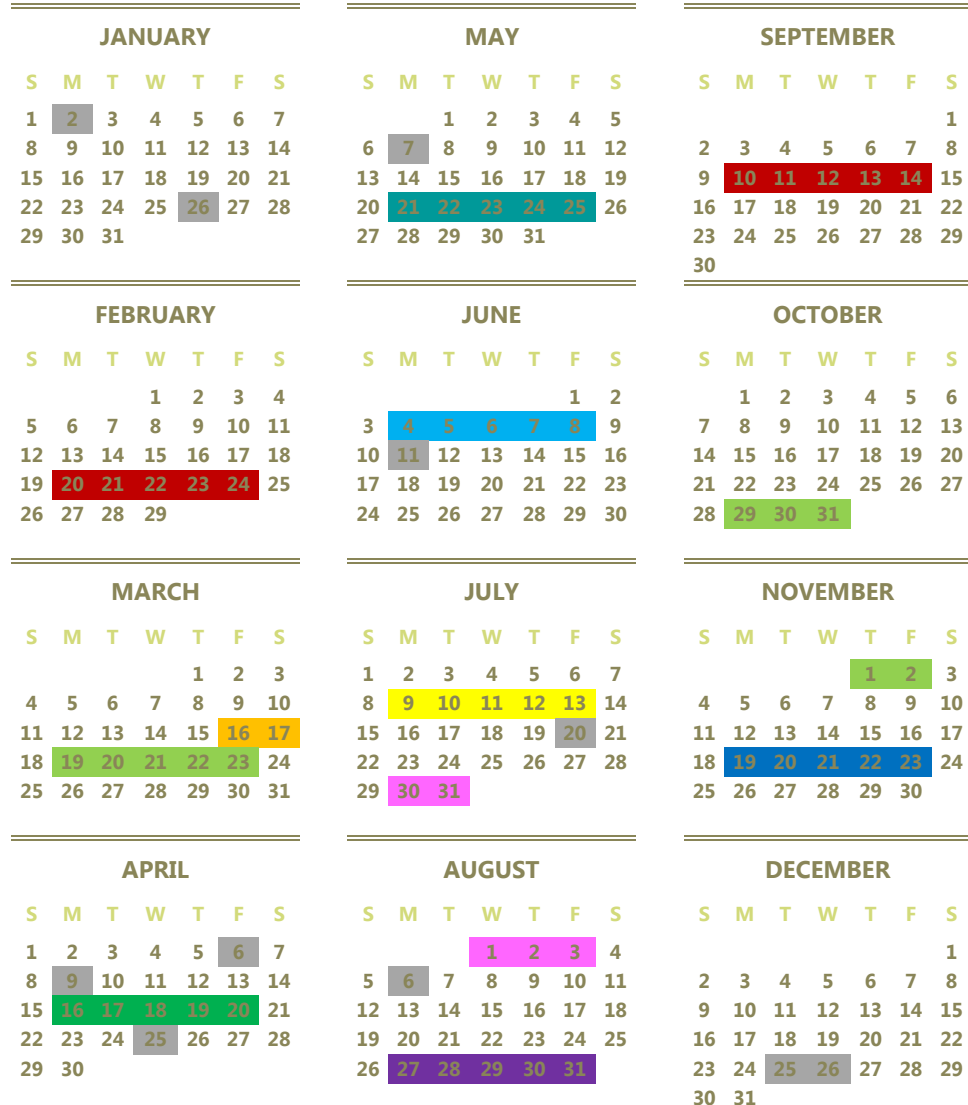 JANUARY
S M T W T F S
1 2 3 4 5 6 7
8 9 10 11 12 13 14
15 16 17 18 19 20 21
22 23 24 25 26 27 28
29 30 31
FEBRUARY
S M T W T F S
1 2 3 4
5 6 7 8 9 10 11
12 13 14 15 16 17 18
19 20 21 22 23 24 25
26 27 28 29
MARCH
S M T W T F S
1 2 3
4 5 6 7 8 9 10
11 12 13 14 15 16 17
18 19 20 21 22 23 24
25 26 27 28 29 30 31
APRIL
S M T W T F S
1 2 3 4 5 6 7
8 9 10 11 12 13 14
15 16 17 18 19 20 21
22 23 24 25 26 27 28
29 30
MAY
S M T W T F S
1 2 3 4 5
6 7 8 9 10 11 12
13 14 15 16 17 18 19
20 21 22 23 24 25 26
27 28 29 30 31
JUNE
S M T W T F S
1 2
3 4 5 6 7 8 9
10 11 12 13 14 15 16
17 18 19 20 21 22 23
24 25 26 27 28 29 30
JULY
S M T W T F S
1 2 3 4 5 6 7
8 9 10 11 12 13 14
15 16 17 18 19 20 21
22 23 24 25 26 27 28
29 30 31
AUGUST
S M T W T F S
1 2 3 4
5 6 7 8 9 10 11
12 13 14 15 16 17 18
19 20 21 22 23 24 25
26 27 28 29 30 31
SEPTEMBER
S M T W T F S
1
2 3 4 5 6 7 8
9 10 11 12 13 14 15
16 17 18 19 20 21 22
23 24 25 26 27 28 29
30
OCTOBER
S M T W T F S
1 2 3 4 5 6
7 8 9 10 11 12 13
14 15 16 17 18 19 20
21 22 23 24 25 26 27
28 29 30 31
NOVEMBER
S M T W T F S
1 2 3
4 5 6 7 8 9 10
11 12 13 14 15 16 17
18 19 20 21 22 23 24
25 26 27 28 29 30
DECEMBER
S M T W T F S
1
2 3 4 5 6 7 8
9 10 11 12 13 14 15
16 17 18 19 20 21 22
23 24 25 26 27 28 29
30 31